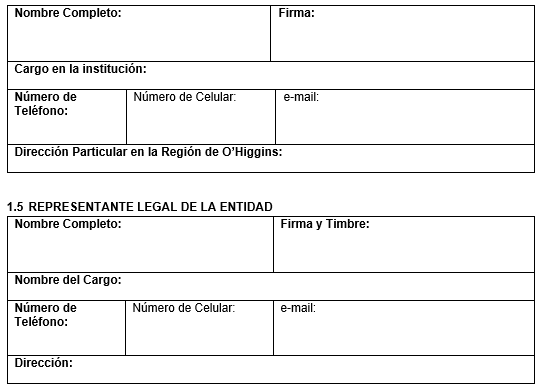 Nombre Completo: Firma:
Cargo en la institución:
Número de Teléfono: Número de Celular: e-mail:
Dirección Particular en la Región de O'Higgins:
1.5 REPRESENTANTE LEGAL DE LA ENTIDAD
Nombre Completo: Firma y Timbre:
Nombre del Cargo:
Número de Teléfono: Número de Celular: e-mail:
Dirección: